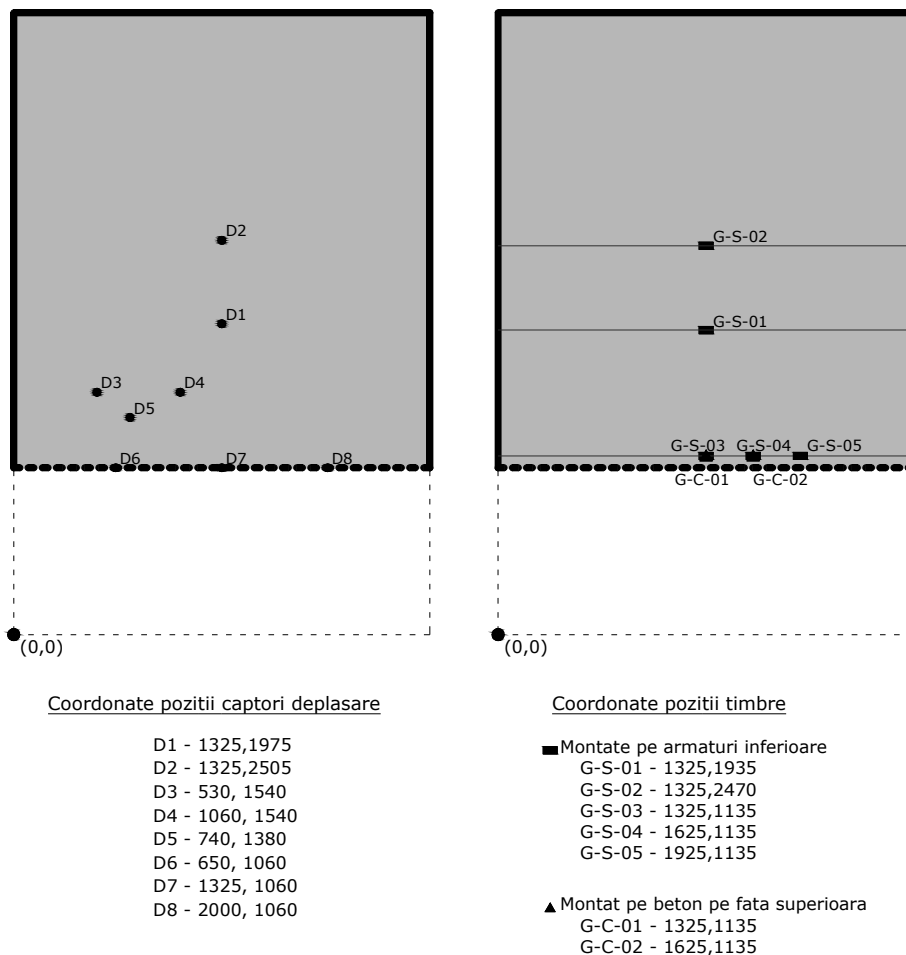 D2
D1
D3
D4
D5
D6
D7
D8
(0,0)
G-S-02
G-S-01
G-S-03
G-S-04
G-S-05
G-C-01
G-C-02
(0,0)
Coordonate pozitii captori deplasare
D1 - 1325,1975
D2 - 1325,2505
D3 - 530, 1540
D4 - 1060, 1540
D5 - 740, 1380
D6 - 650, 1060
D7 - 1325, 1060
D8 - 2000, 1060
Coordonate pozitii timbre
Montate pe armaturi inferioare
G-S-01 - 1325,1935
G-S-02 - 1325,2470
G-S-03 - 1325,1135
G-S-04 - 1625,1135
G-S-05 - 1925,1135
Montat pe beton pe fata superioara
G-C-01 - 1325,1135
G-C-02 - 1625,1135